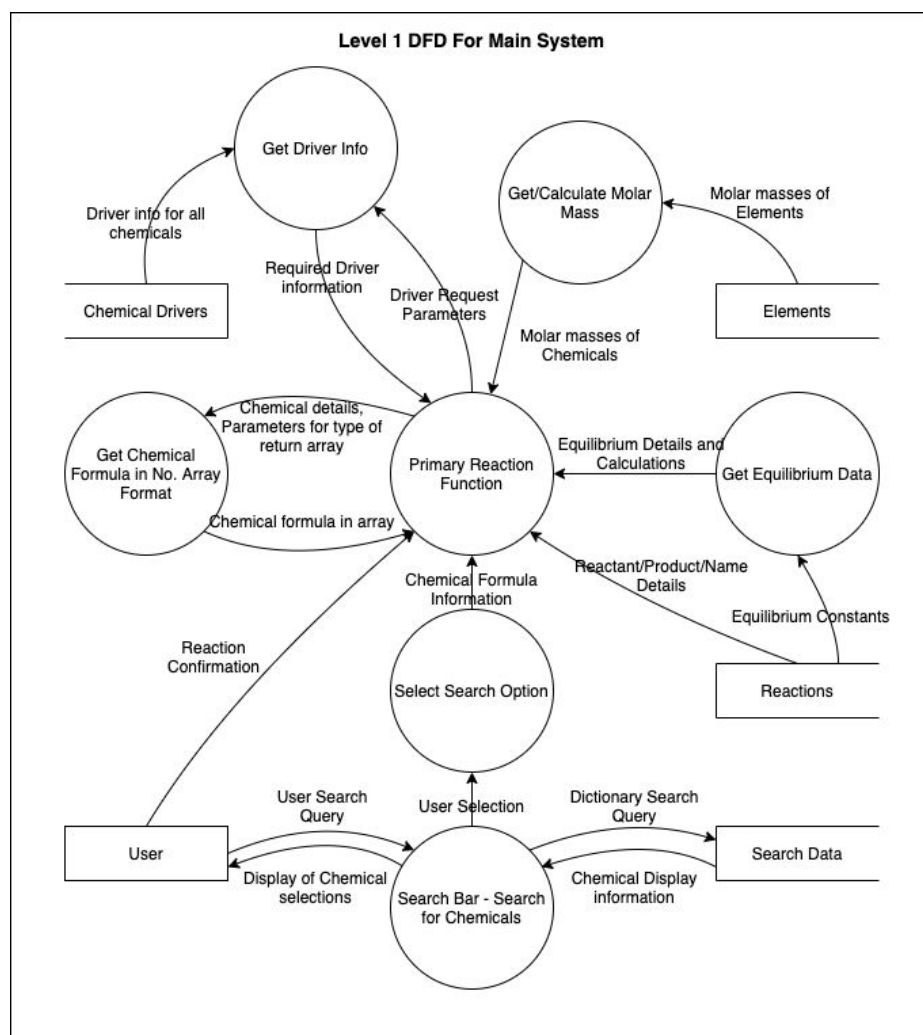 Level 1 DFD For Main System
Get Driver Info
Get/Calculate Molar
Mass
Molar masses of
Elements
Driver info for all
chemicals
Required Driver
information
Driver Request
Parameters
Chemical Drivers
Elements
Molar masses of
Chemicals
Chemical details,
Parameters for type of
return array
Get Chemical
Formula in No. Array
Format
Primary Reaction
Function
Equilibrium Details and
Calculations
Get Equilibrium Data
Chemical formula in array
Chemical Formula
Information
Reactant/Product/Name
Details
Equilibrium Constants
Reaction
Confirmation
Select Search Option
Reactions
User Search
Query
User Selection
Dictionary Search
Query
User
Search Data
Display of Chemical
selections
Search Bar - Search
for Chemicals
Chemical Display
information